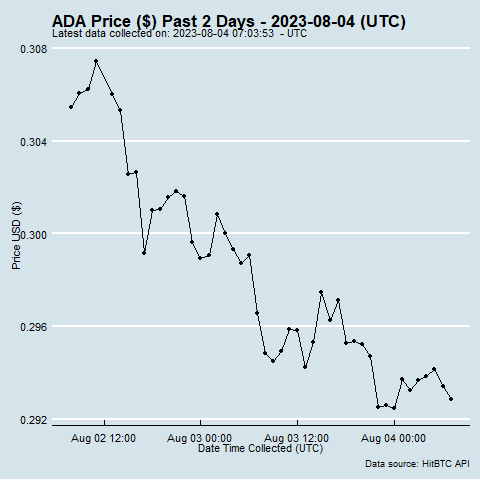 ADA Price ($) Past 2 Days - 2023-08-04 (UTC)
Latest data collected on: 2023-08-04 07:03:53 - UTC
0.308
0.304
0.300
0.296
0.292
Price USD ($)
Aug 02 12:00 Aug 03 00:00 Aug 03 12:00 Aug 04 00:00
Date Time Collected (UTC)
Data source: HitBTC API